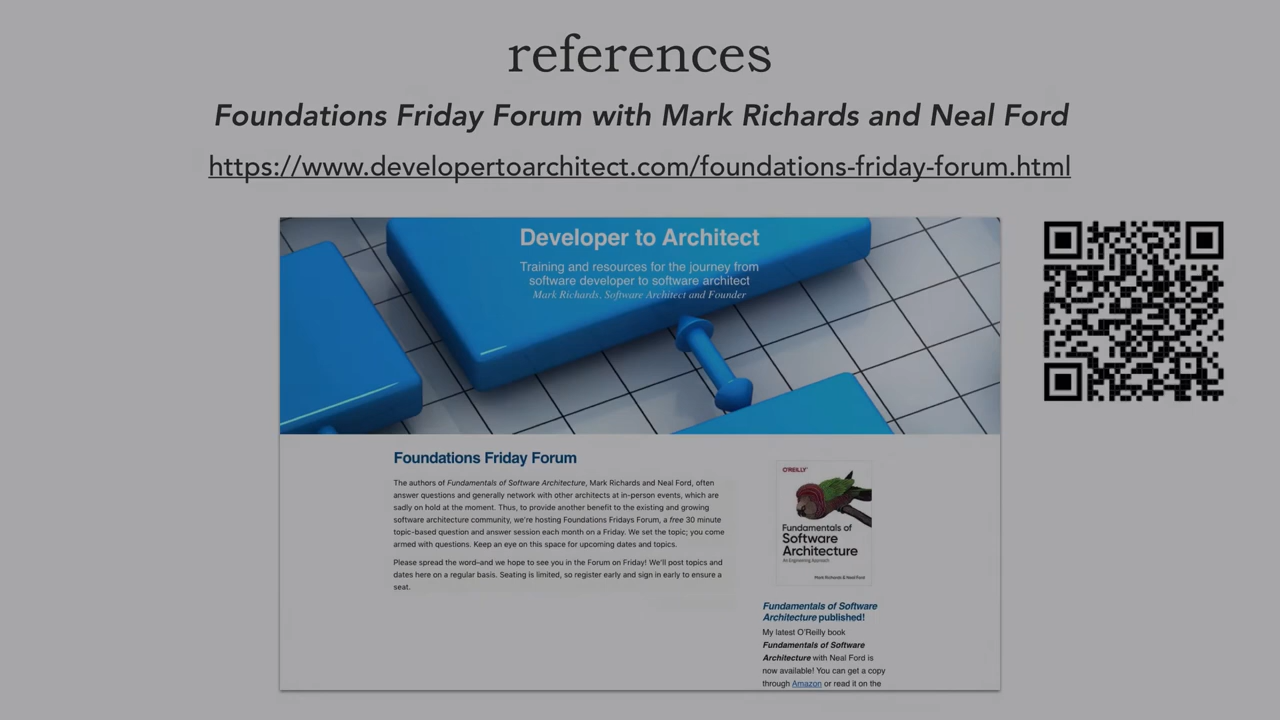 references
Foundations Friday Forum with Mark Richards and Neal Ford
https://www.developertoarchitect.com/foundations-friday-forum.html
Developer to Architect
Training and resources for the journey from
software developer to software architect
Mark Richards, Software Architect and Founder
Foundations Friday Forum
The authors of Fundamentals of Software Architecture, Mark Richards and Neal Ford, often
answer questions and generally network with other architects at in-person events, which are
sadly on hold at the moment. Thus, to provide another benefit to the existing and growing
software architecture community, we're hosting Foundations Fridays Forum, a free 30 minute
topic-based question and answer session each month on a Friday. We set the topic; you come
armed with questions. Keep an eye on this space for upcoming dates and topics.
Please spread the word–and we hope to see you in the Forum on Friday! We'll post topics and
dates here on a regular basis. Seating is limited, so register early and sign in early to ensure a
seat.
O'REILLY
Fundamentals of
Software
Architecture
An Engineering Approach
Mark Richards & Neal Ford
Fundamentals of Software
Architecture published!
My latest O'Reilly book
Fundamentals of Software
Architecture with Neal Ford is
now available! You can get a copy
through Amazon or read it on the